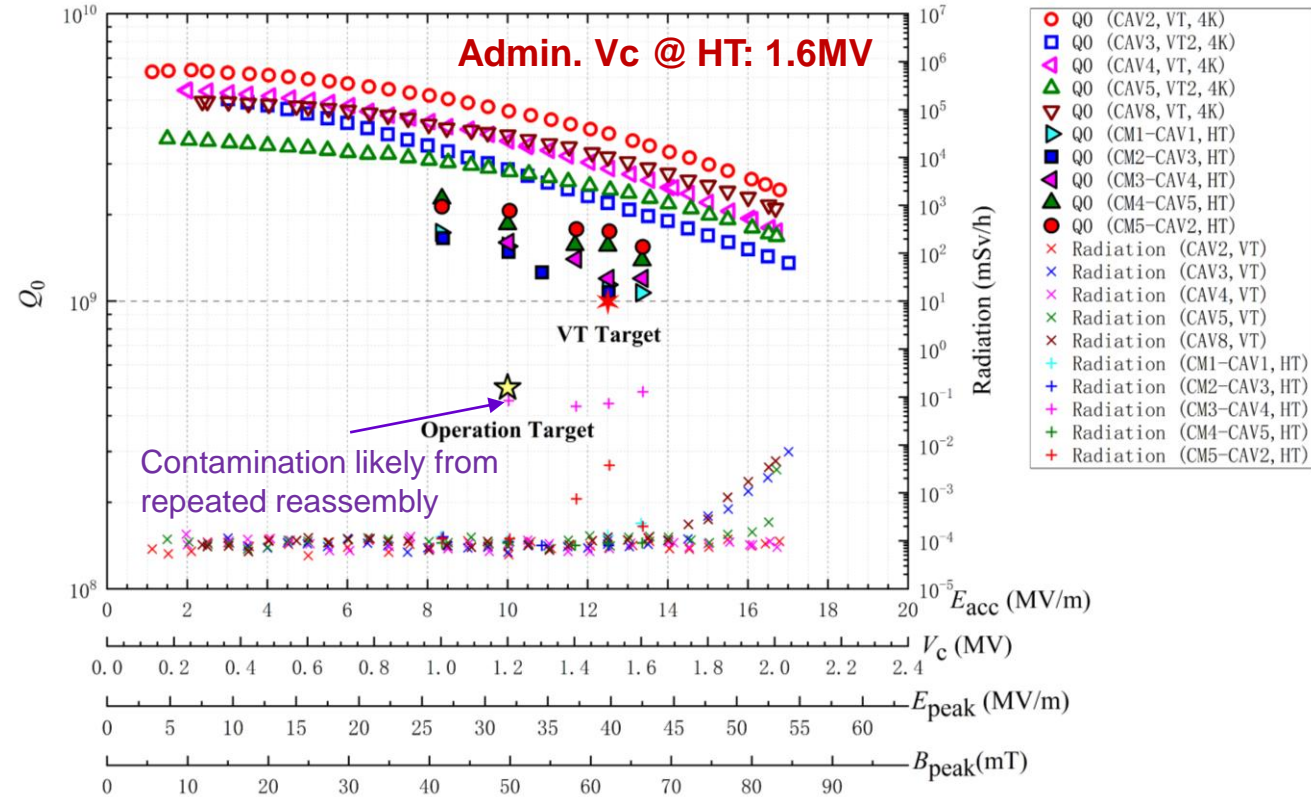 Admin. Vc @ HT: 1.6MV
Q0
10^10
10^9
10^8
10^7
10^6
10^5
10^4
10^3
10^2
10^1
10^0
10^-1
10^-2
10^-3
10^-4
10^-5
Radiation (mSv/h)
VT Target
Operation Target
Contamination likely from
repeated reassembly
0 2 4 6 8 10 12 14 16 18 20 Eacc (MV/m)
0.0 0.2 0.4 0.6 0.8 1.0 1.2 1.4 1.6 1.8 2.0 2.2 2.4 Vc (MV)
0 5 10 15 20 25 30 35 40 45 50 55 60 Epeak (MV/m)
0 10 20 30 40 50 60 70 80 90 Bpeak(mT)
Q0 (CAV2, VT, 4K)
Q0 (CAV3, VT2, 4K)
Q0 (CAV4, VT, 4K)
Q0 (CAV5, VT2, 4K)
Q0 (CAV8, VT, 4K)
Q0 (CM1-CAV1, HT)
Q0 (CM2-CAV3, HT)
Q0 (CM3-CAV4, HT)
Q0 (CM4-CAV5, HT)
Q0 (CM5-CAV2, HT)
Radiation (CAV2, VT)
Radiation (CAV3, VT)
Radiation (CAV4, VT)
Radiation (CAV5, VT)
Radiation (CAV8, VT)
Radiation (CM1-CAV1, HT)
Radiation (CM2-CAV3, HT)
Radiation (CM3-CAV4, HT)
Radiation (CM4-CAV5, HT)
Radiation (CM5-CAV2, HT)